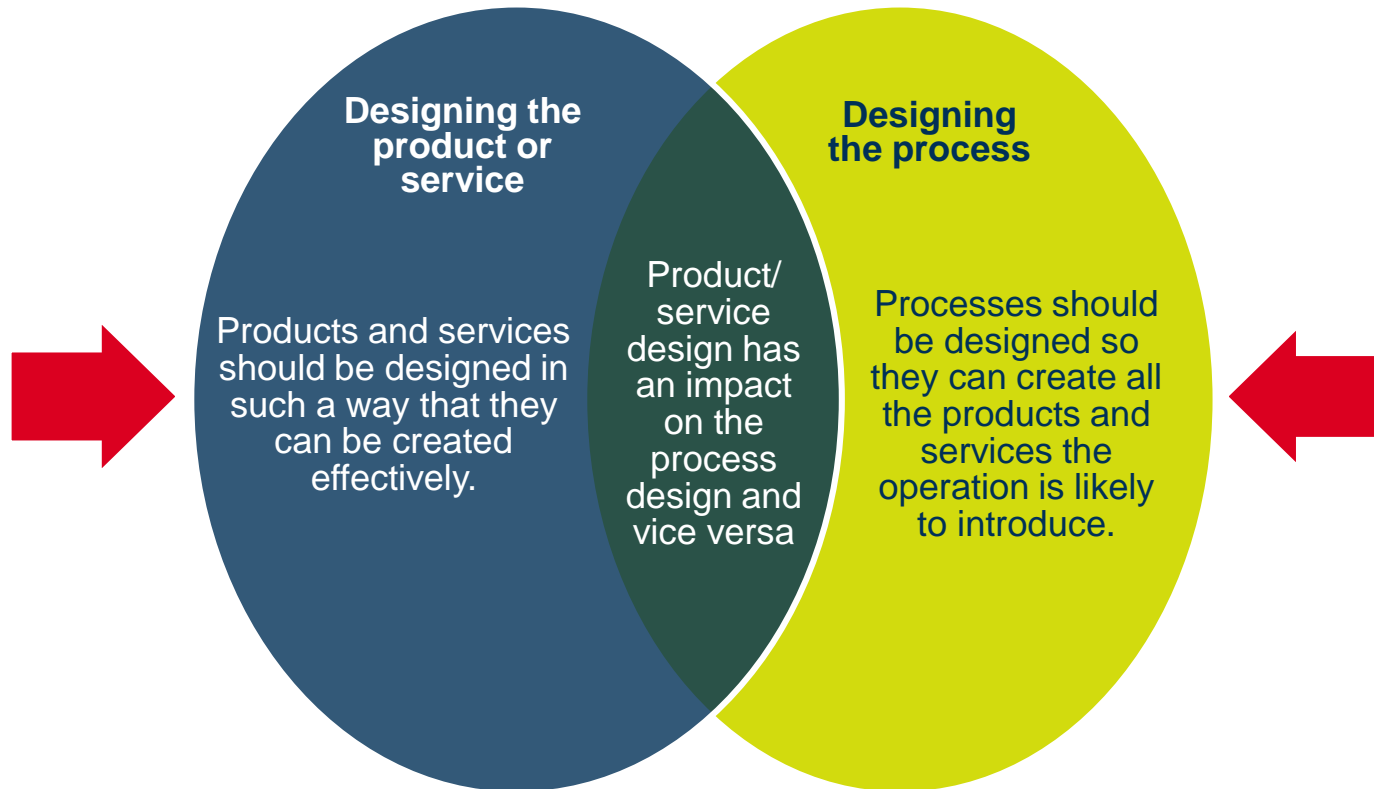 Designing the
product or
service
Products and services
should be designed in
such a way that they
can be created
effectively.
Product/
service
design has
an impact
on the
process
design and
vice versa
Designing
the process
Processes should
be designed so
they can create all
the products and
services the
operation is likely
to introduce.